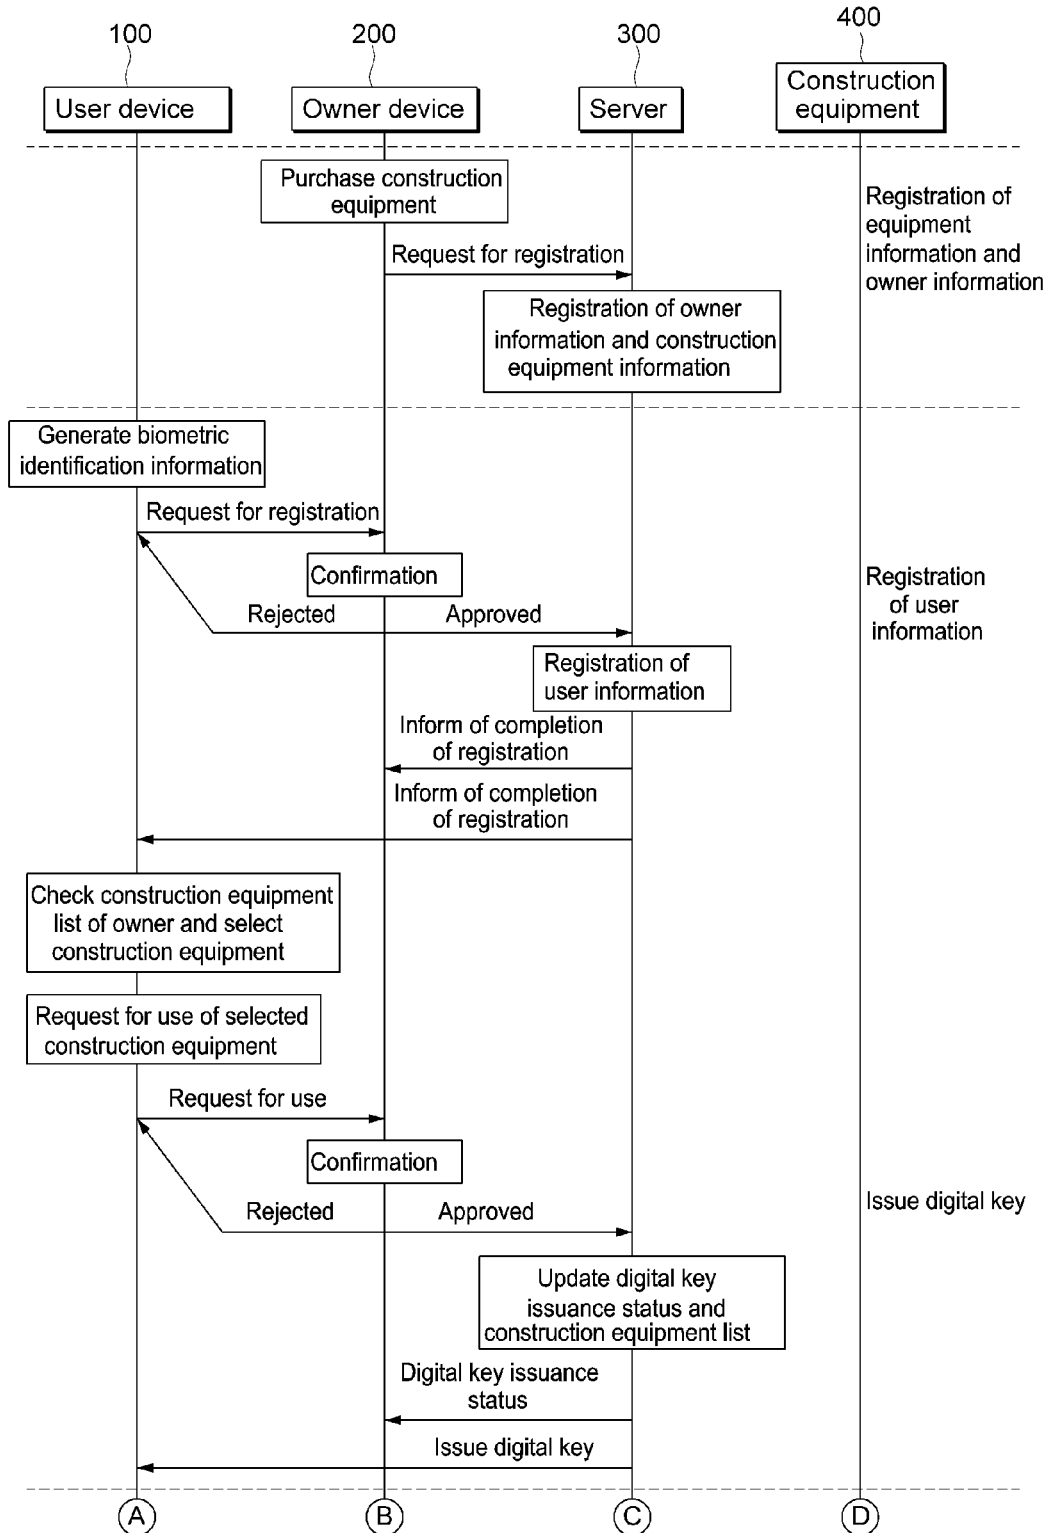 100
200
300
400
User device
Owner device
Server
Construction
equipment
Purchase construction
equipment
Registration of
equipment
information and
owner information
Request for registration
Registration of owner
information and construction
equipment information
Generate biometric
identification information
Request for registration
Confirmation
Registration
of user
information
Rejected
Approved
Registration of
user information
Inform of completion
of registration
Inform of completion
of registration
Check construction equipment
list of owner and select
construction equipment
Request for use of selected
construction equipment
Request for use
Confirmation
Issue digital key
Rejected
Approved
Update digital key
issuance status and
construction equipment list
Digital key issuance
status
Issue digital key
A
B
C
D